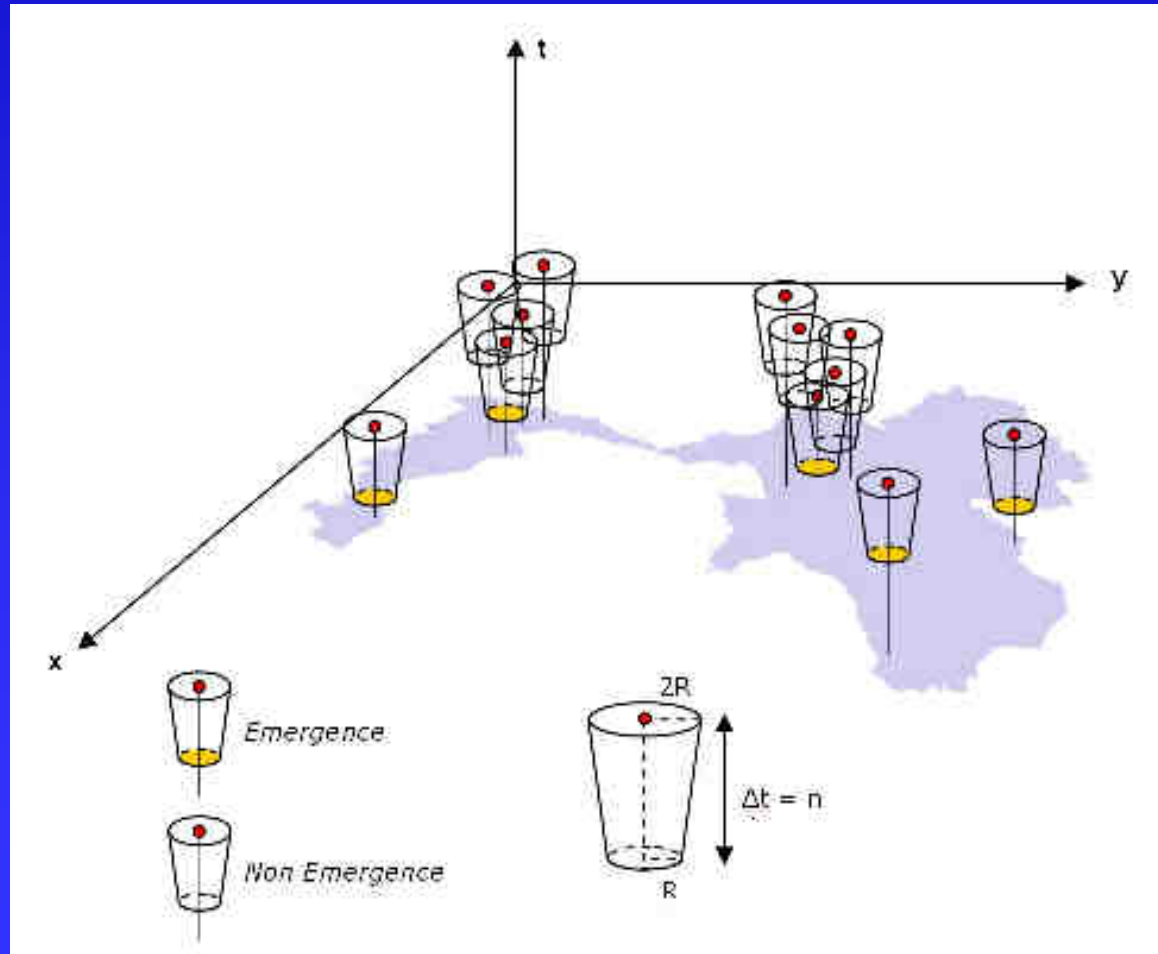 t
y
x
Emergence
Non Emergence
2R
Δt = n
R